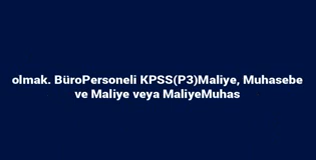 olmak. BüroPersoneli KPSS(P3)Maliye, Muhasebe
ve Maliye veya MaliyeMuhas